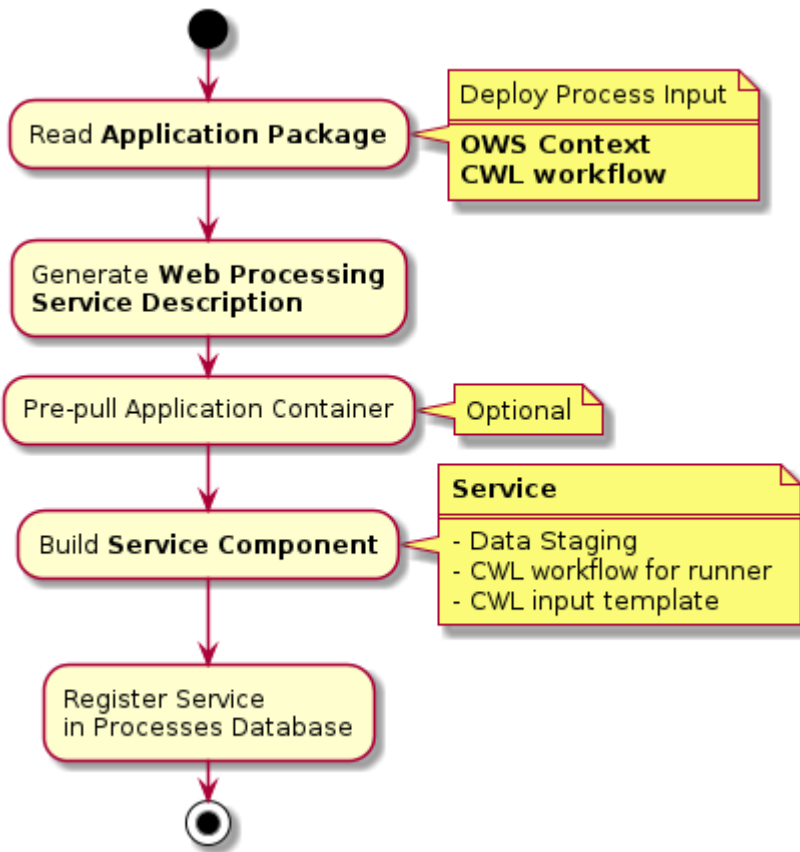 Read Application Package
Deploy Process Input
OWS Context
CWL workflow
Generate Web Processing
Service Description
Pre-pull Application Container
Optional
Build Service Component
Service
- Data Staging
- CWL workflow for runner
- CWL input template
Register Service
in Processes Database